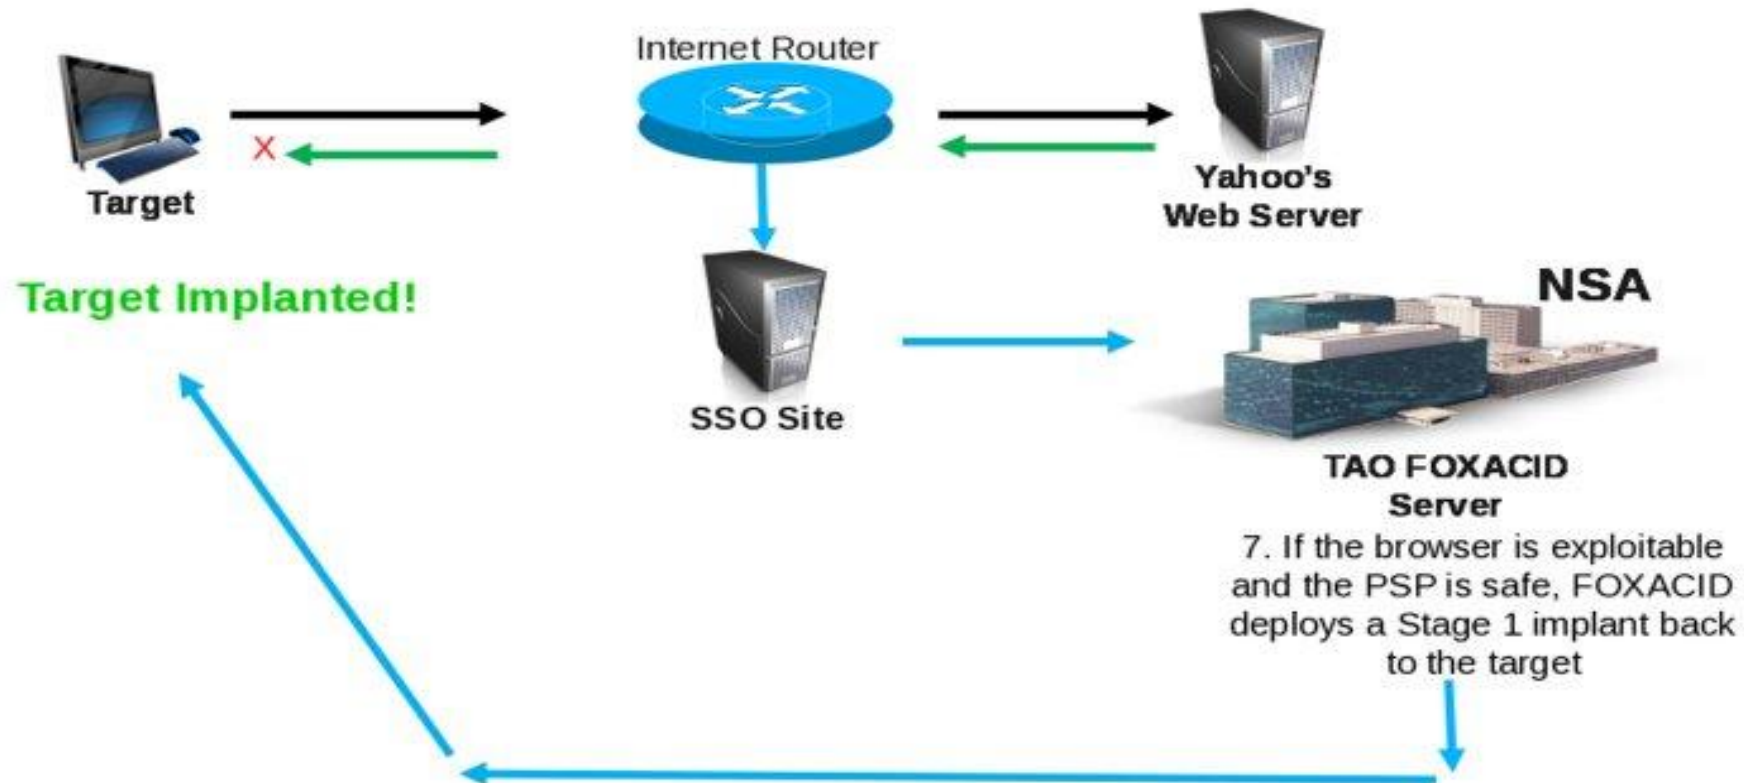 Internet Router
X
Target
Yahoo's
Web Server
Target Implanted!
NSA
SSO Site
TAO FOXACID
Server
7. If the browser is exploitable
and the PSP is safe, FOXACID
deploys a Stage 1 implant back
to the target